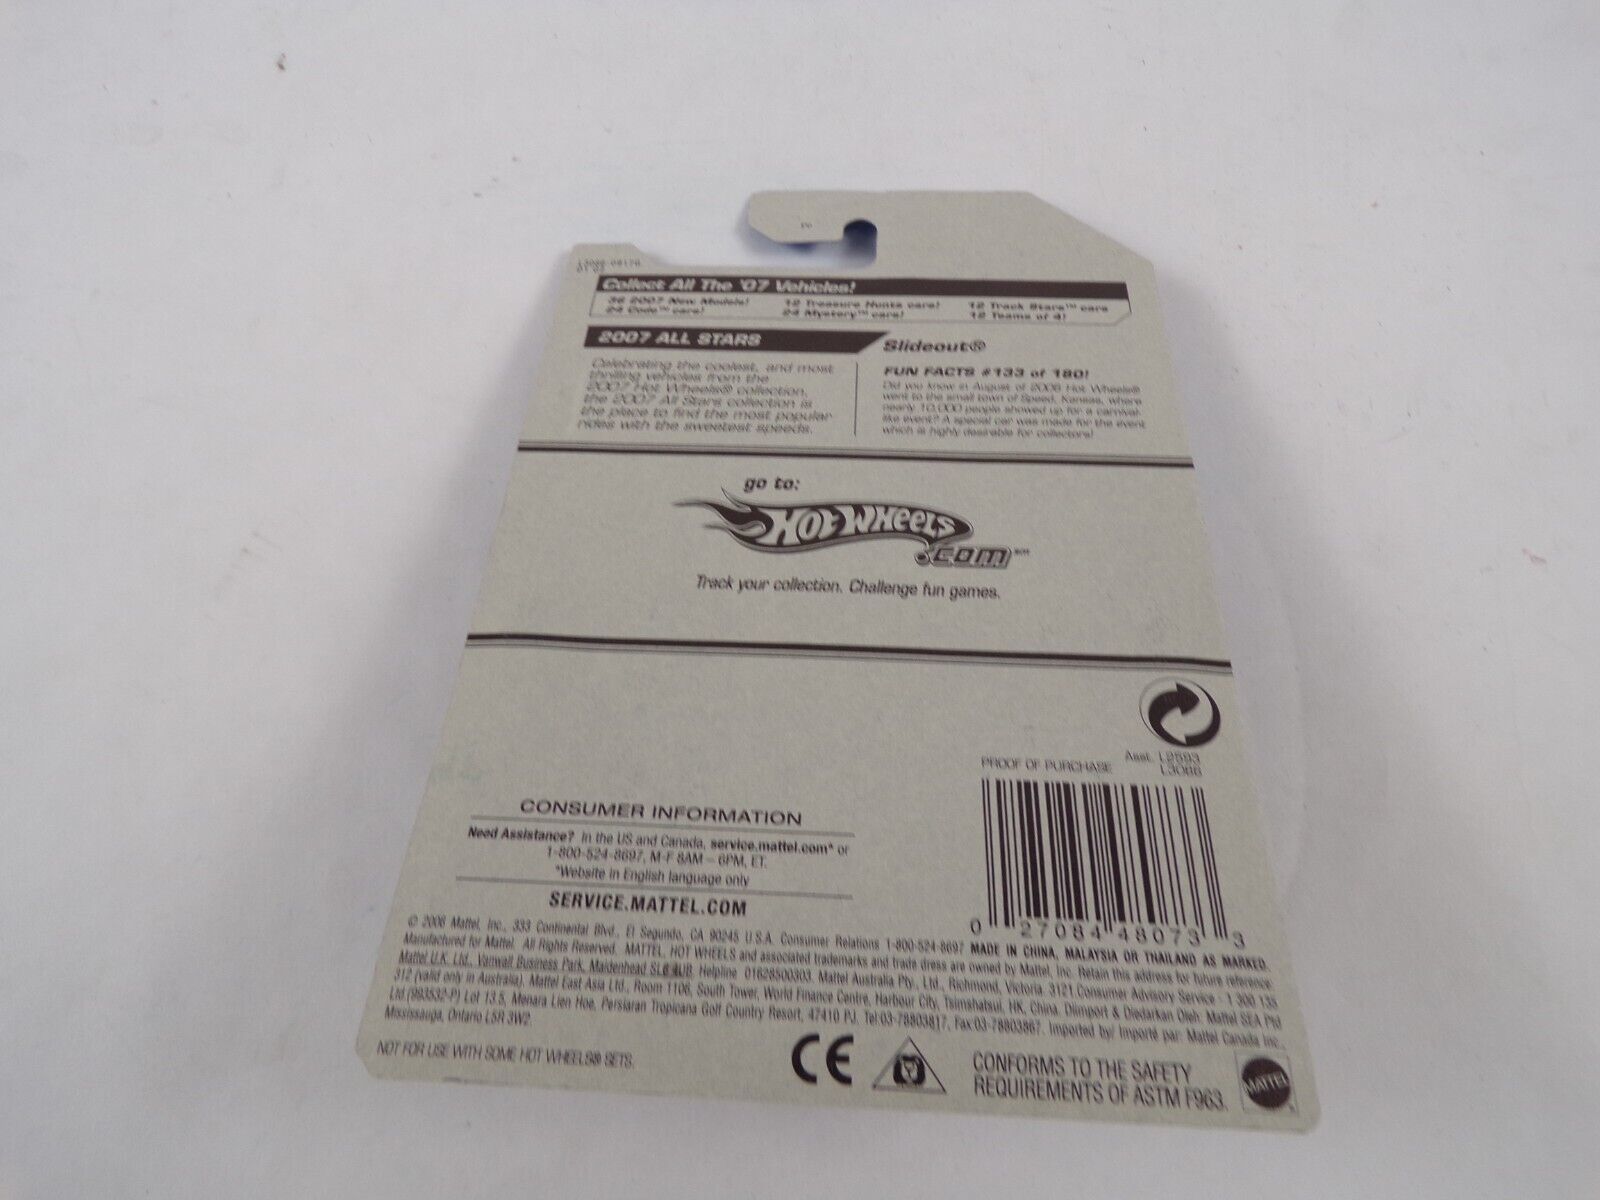 Collect All The '07 Vehicles!
36 2007 New Models!
24 Code™ cars!
12 Treasure Hunts cars!
24 Mystery™ cars!
12 Track Stars™ cars
12 Teams of 4!
2007 ALL STARS
Celebrating the coolest, and most
thrilling vehicles from the
2007 Hot Wheels® collection,
the 2007 All Stars collection is
the place to find the most popular
rides with the sweetest speeds.
Slideout®
FUN FACTS #133 of 180!
Did you know in August of 2006 Hot Wheels®
went to the small town of Speed, Kansas, where
nearly 10,000 people showed up for a carnival-
like event? A special car was made for the event
which is highly desirable for collectors!
go to:
HOT WHEELS
.com℠
Track your collection. Challenge fun games.
Asst. L2593
PROOF OF PURCHASE L3086
0 27084 48073 3
CONSUMER INFORMATION
Need Assistance? In the US and Canada, service.mattel.com* or
1-800-524-8697, M-F 8AM – 6PM, ET.
*Website in English language only
SERVICE.MATTEL.COM
© 2006 Mattel, Inc., 333 Continental Blvd., El Segundo, CA 90245 U.S.A. Consumer Relations 1-800-524-8697 MADE IN CHINA, MALAYSIA OR THAILAND AS MARKED.
Manufactured for Mattel. All Rights Reserved. MATTEL, HOT WHEELS and associated trademarks and trade dress are owned by Mattel, Inc. Retain this address for future reference:
Mattel U.K. Ltd., Vanwall Business Park, Maidenhead SL6 4UB. Helpline 01628500303. Mattel Australia Pty., Ltd., Richmond, Victoria. 3121.Consumer Advisory Service - 1 300 135
312 (valid only in Australia). Mattel East Asia Ltd., Room 1106, South Tower, World Finance Centre, Harbour City, Tsimshatsui, HK, China. Diimport & Diedarkan Oleh: Mattel SEA Ptd
Ltd.(993532-P) Lot 13.5, Menara Lien Hoe, Persiaran Tropicana Golf Country Resort, 47410 PJ. Tel:03-78803817, Fax:03-78803867. Imported by/ Importé par: Mattel Canada Inc.,
Mississauga, Ontario L5R 3W2.
NOT FOR USE WITH SOME HOT WHEELS® SETS.
CE
CONFORMS TO THE SAFETY
REQUIREMENTS OF ASTM F963.
MATTEL